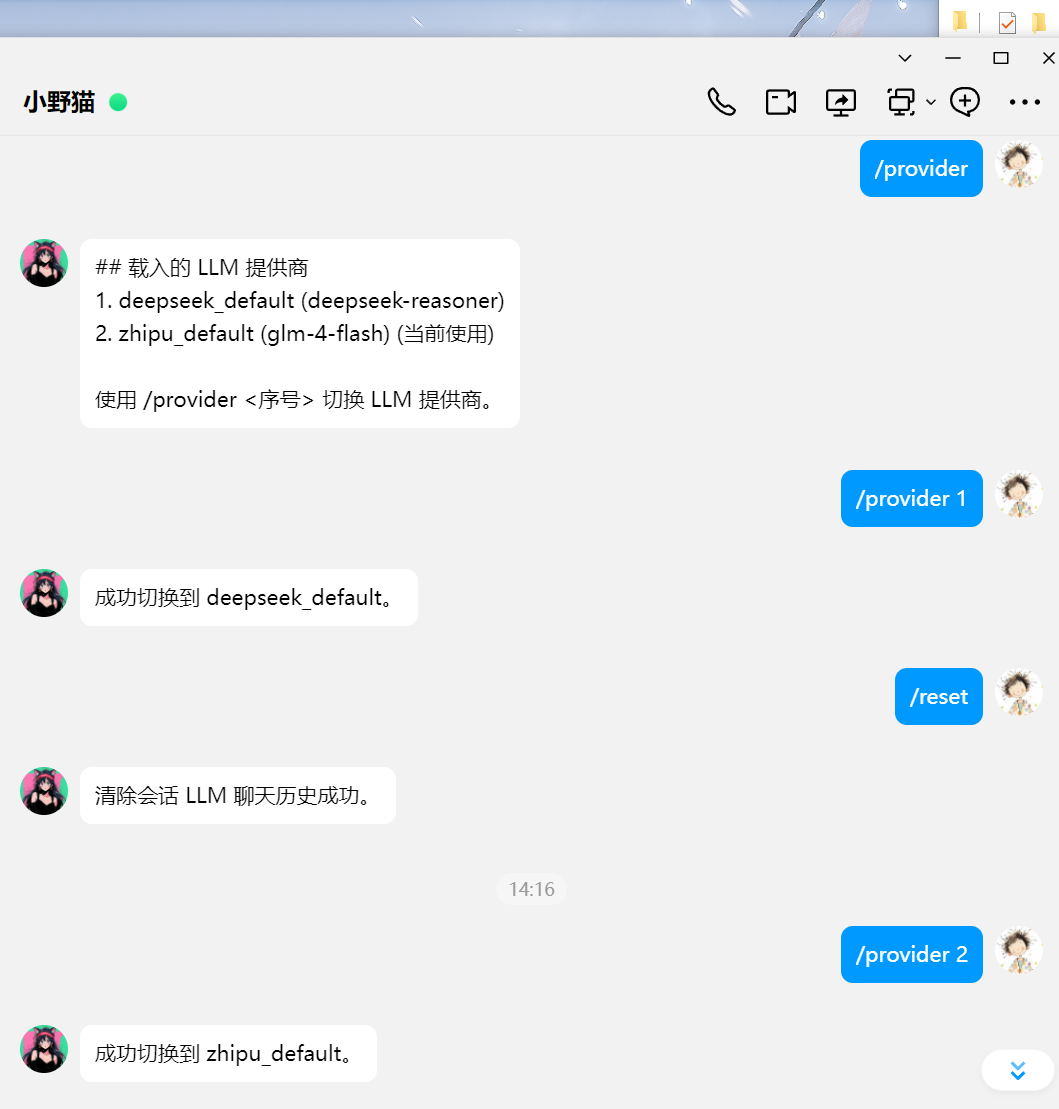 小野猫
/provider
## 载入的 LLM 提供商
1. deepseek_default (deepseek-reasoner)
2. zhipu_default (glm-4-flash) (当前使用)
使用 /provider <序号> 切换 LLM 提供商。
/provider 1
成功切换到 deepseek_default。
/reset
清除会话 LLM 聊天历史成功。
14:16
/provider 2
成功切换到 zhipu_default。